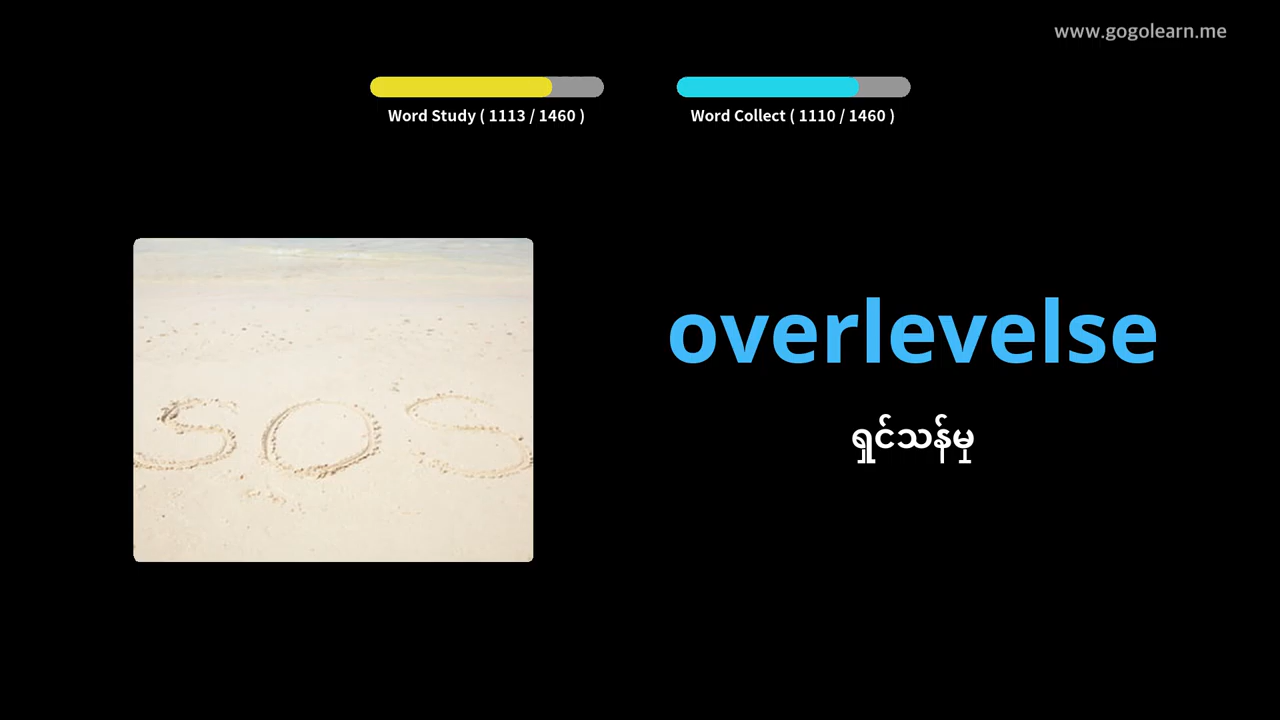 www.gogolearn.me
Word Study ( 1113 / 1460 )
Word Collect ( 1110 / 1460 )
SOS
overlevelse
ရှင်သန်မှု